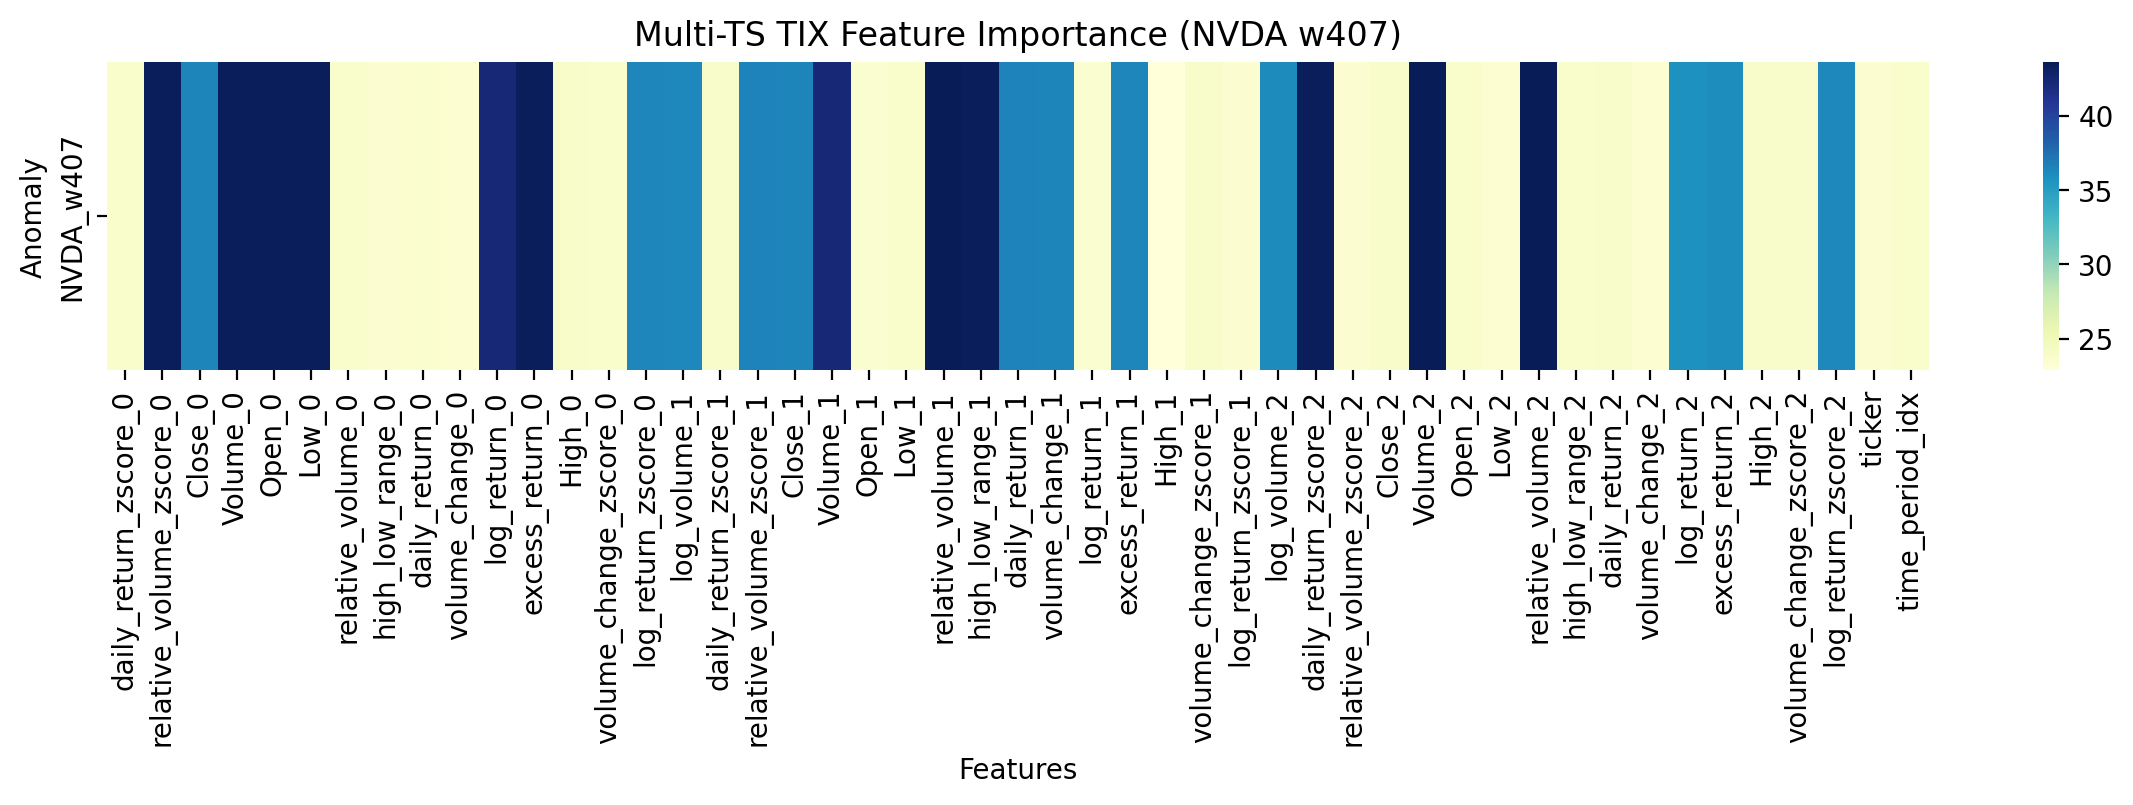 Multi-TS TIX Feature Importance (NVDA w407)
Anomaly
NVDA_w407
40
35
30
25
daily_return_zscore_0
relative_volume_zscore_0
Close_0
Volume_0
Open_0
Low_0
relative_volume_0
high_low_range_0
daily_return_0
volume_change_0
log_return_0
excess_return_0
High_0
volume_change_zscore_0
log_return_zscore_0
log_volume_1
daily_return_zscore_1
relative_volume_zscore_1
Close_1
Volume_1
Open_1
Low_1
relative_volume_1
high_low_range_1
daily_return_1
volume_change_1
log_return_1
excess_return_1
High_1
volume_change_zscore_1
log_return_zscore_1
log_volume_2
daily_return_zscore_2
relative_volume_zscore_2
Close_2
Volume_2
Open_2
Low_2
relative_volume_2
high_low_range_2
daily_return_2
volume_change_2
log_return_2
excess_return_2
High_2
volume_change_zscore_2
log_return_zscore_2
ticker
time_period_idx
Features